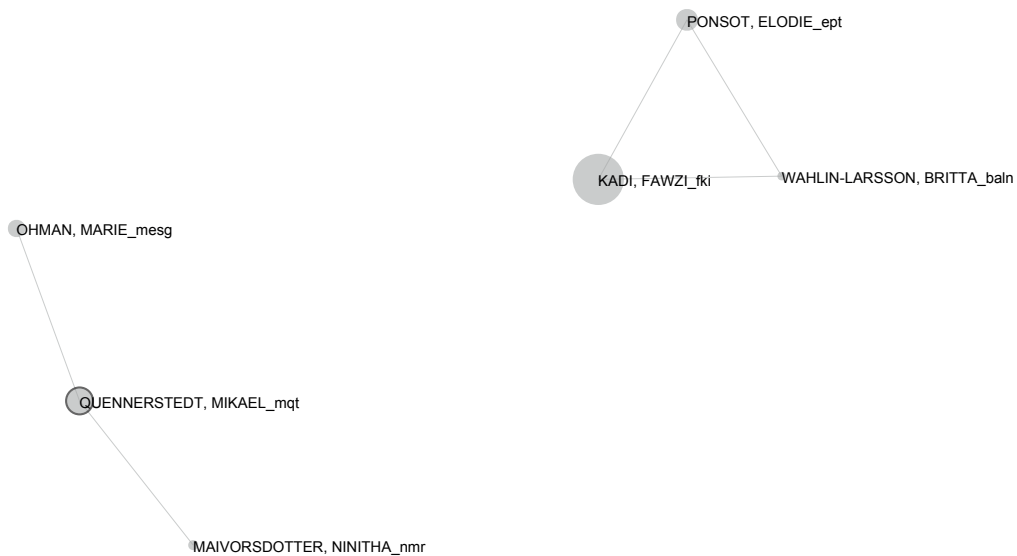 PONSOT, ELODIE_ept
KADI, FAWZI_fki
WAHLIN-LARSSON, BRITTA_baln
OHMAN, MARIE_mesg
QUENNERSTEDT, MIKAEL_mqt
MAIVORSDOTTER, NINITHA_nmr